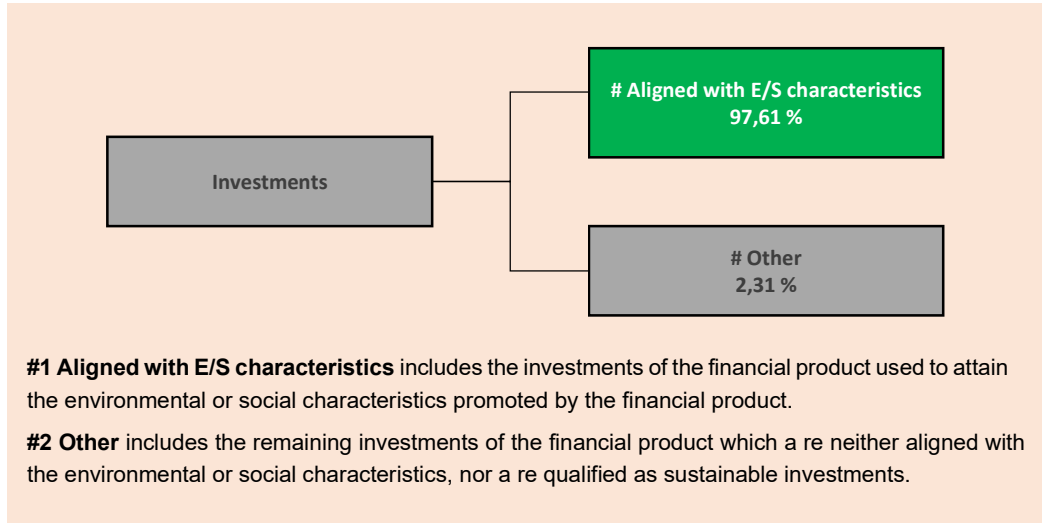 # Aligned with E/S characteristics
97,61 %
Investments
# Other
2,31 %
#1 Aligned with E/S characteristics includes the investments of the financial product used to attain
the environmental or social characteristics promoted by the financial product.
#2 Other includes the remaining investments of the financial product which a re neither aligned with
the environmental or social characteristics, nor a re qualified as sustainable investments.